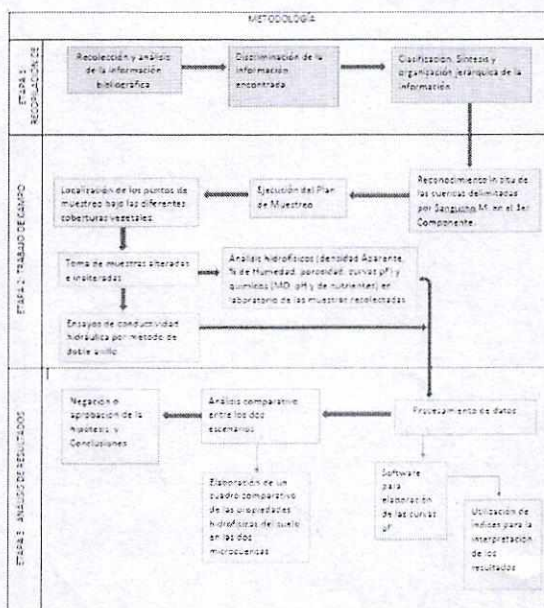 METODOLOGÍA
ETAPA 1:
RECOPILACIÓN DE
Recolección y análisis
de la información
bibliográfica
Discriminación de la
información
encontrada
Clasificación, Síntesis y
organización jerárquica de la
información
ETAPA 2: TRABAJO DE CAMPO
Reconocimiento in situ de
las cuencas delimitadas
por Sangucho M. en el 1er
Componente.
Ejecución del Plan
de Muestreo
Localización de los puntos de
muestreo bajo las diferentes
coberturas vegetales.
Toma de muestras alteradas
e inalteradas
Análisis hidrofísicos (densidad Aparente,
% de Humedad, porosidad, curvas pF) y
químicos (MO, pH y de nutrientes) en
laboratorio de las muestras recolectadas
Ensayos de conductividad
hidráulica por método de
doble anillo
ETAPA 3: ANÁLISIS DE RESULTADOS
Procesamiento de datos
Análisis comparativo
entre los dos
escenarios
Negación o
aprobación de la
hipótesis y
Conclusiones
Elaboración de un
cuadro comparativo
de las propiedades
hidrofísicas del suelo
en las dos
microcuencas
Software
para
elaboración
de las curvas
pF
Utilización de
índices para la
interpretación
de los
resultados